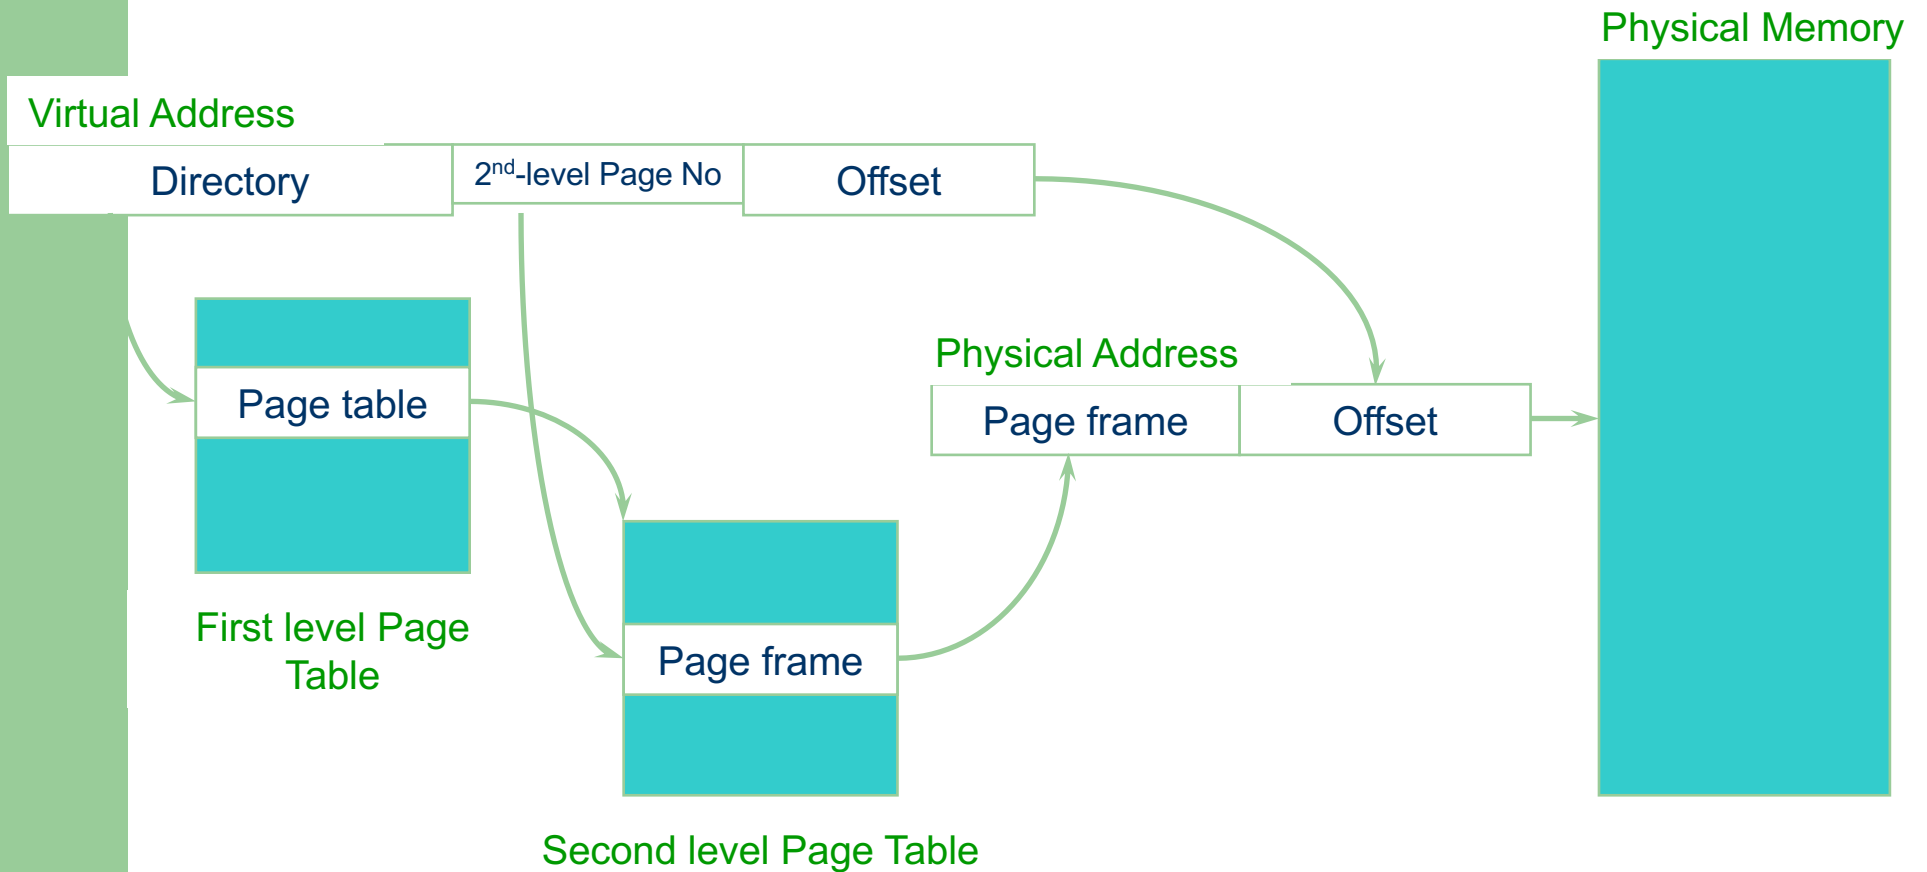 Physical Memory
Virtual Address
Directory
2nd-level Page No
Offset
Physical Address
Page table
Page frame
Offset
First level Page
Table
Page frame
Second level Page Table